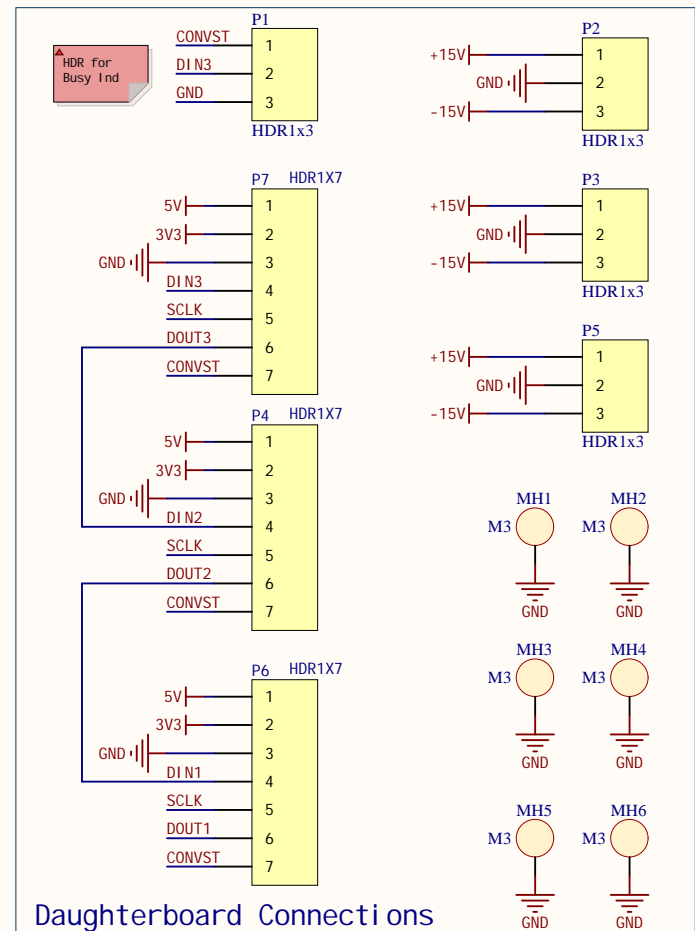 P1
CONVST
1
DIN3
2
GND
3
HDR1x3
HDR for
Busy Ind
P2
+15V
1
GND
2
-15V
3
HDR1x3
P7 HDR1X7
5V
1
3V3
2
GND
3
DIN3
4
SCLK
5
DOUT3
6
CONVST
7
P3
+15V
1
GND
2
-15V
3
HDR1x3
P4 HDR1X7
5V
1
3V3
2
GND
3
DIN2
4
SCLK
5
DOUT2
6
CONVST
7
P5
+15V
1
GND
2
-15V
3
HDR1x3
P6 HDR1X7
5V
1
3V3
2
GND
3
DIN1
4
SCLK
5
DOUT1
6
CONVST
7
MH1
M3
GND
MH2
M3
GND
MH3
M3
GND
MH4
M3
GND
MH5
M3
GND
MH6
M3
GND
Daughterboard Connections